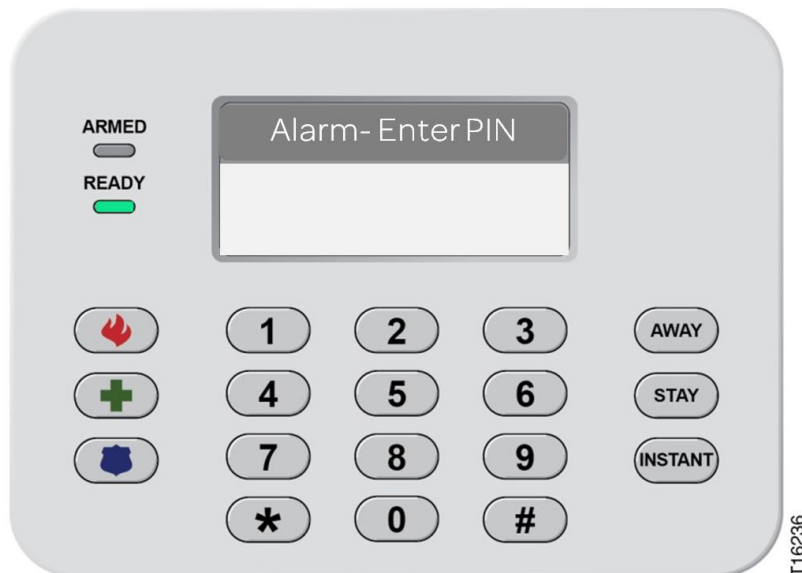 ARMED
READY
Alarm- Enter PIN
1 2 3 AWAY
4 5 6 STAY
7 8 9 INSTANT
* 0 #
T16236